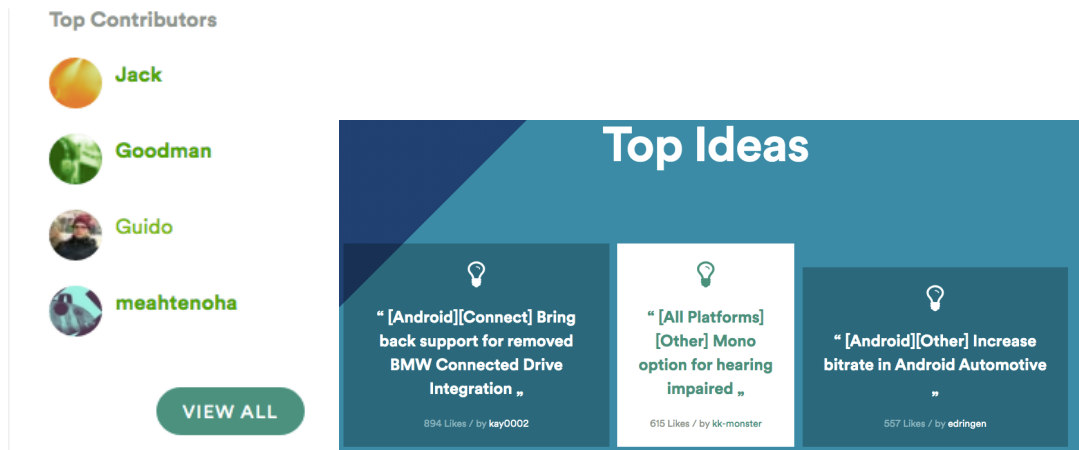 Top Contributors
Jack
Goodman
Guido
meahtenoha
VIEW ALL
Top Ideas
“ [Android][Connect] Bring
back support for removed
BMW Connected Drive
Integration „
894 Likes / by kay0002
“ [All Platforms]
[Other] Mono
option for hearing
impaired „
615 Likes / by kk-monster
“ [Android][Other] Increase
bitrate in Android Automotive
„
557 Likes / by edringen